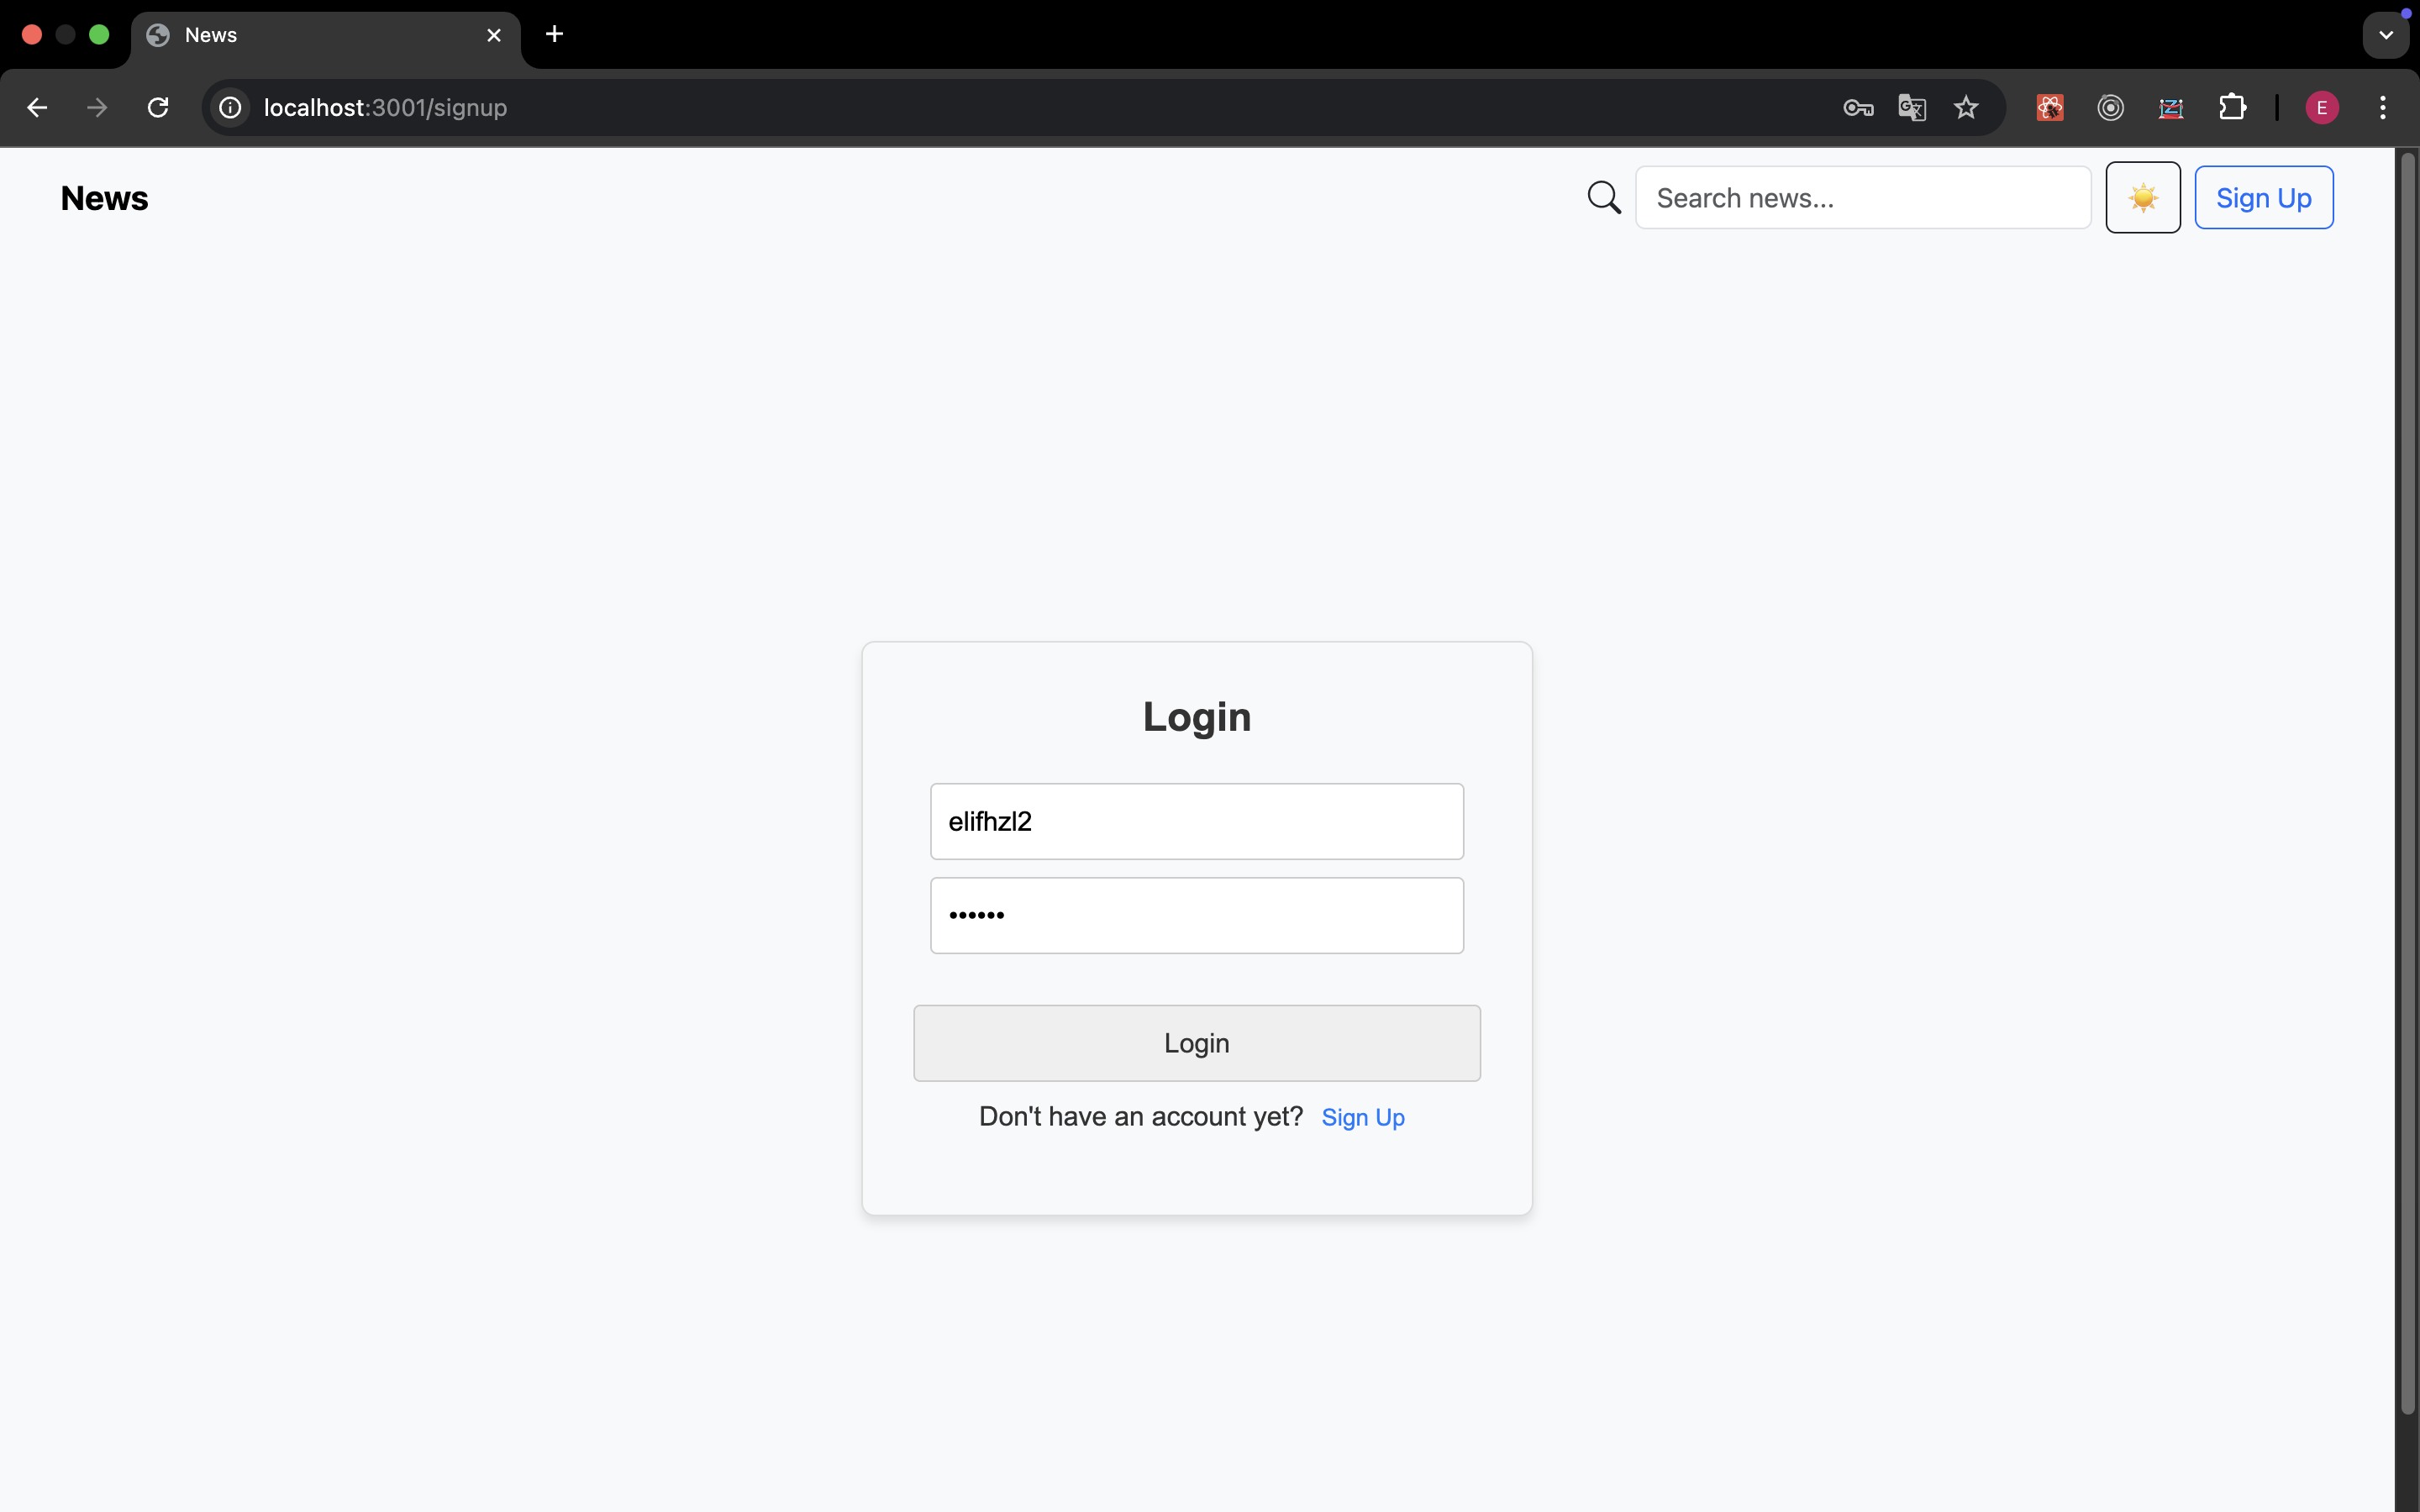 News
localhost:3001/signup
E
News
Search news...
Sign Up
Login
elifhzl2
••••••
Login
Don't have an account yet? Sign Up